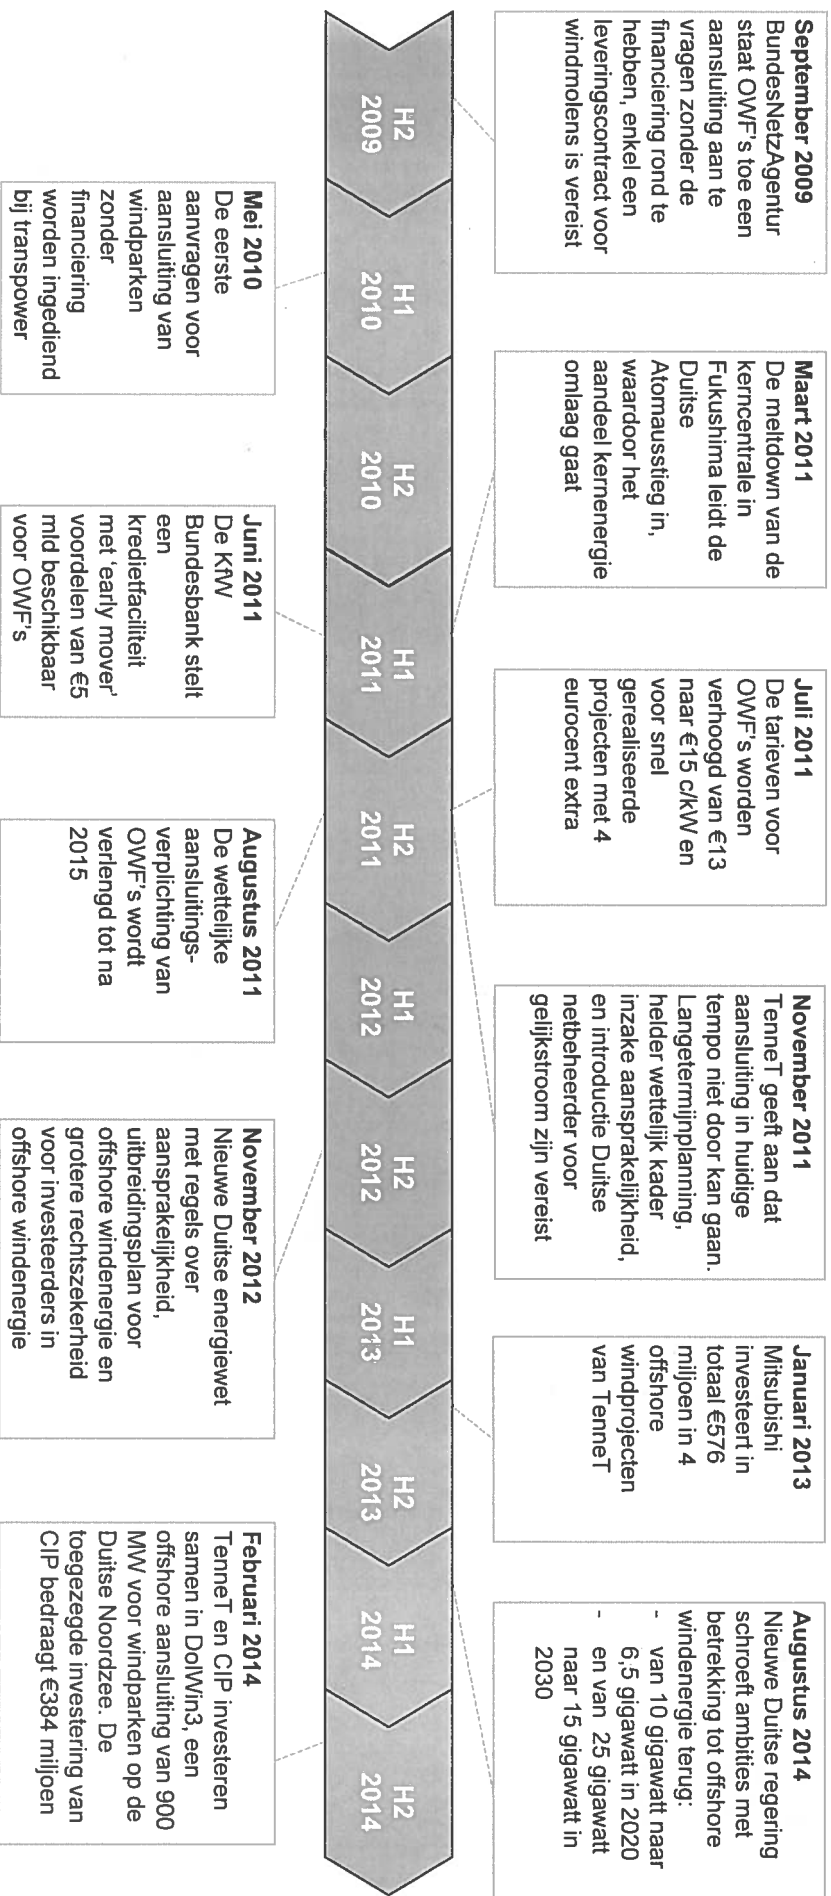 September 2009
BundesNetzAgentur
staat OWF's toe een
aansluiting aan te
vragen zonder de
financiering rond te
hebben, enkel een
leveringscontract voor
windmolens is vereist
Maart 2011
De meltdown van de
kerncentrale in
Fukushima leidt de
Duitse
Atomausstieg in,
waardoor het
aandeel kernenergie
omlaag gaat
Juli 2011
De tarieven voor
OWF's worden
verhoogd van €13
naar €15 c/kW en
voor snel
gerealiseerde
projecten met 4
eurocent extra
November 2011
TenneT geeft aan dat
aansluiting in huidige
tempo niet door kan gaan.
Langetermijnplanning,
helder wettelijk kader
inzake aansprakelijkheid,
en introductie Duitse
netbeheerder voor
gelijkstroom zijn vereist
Januari 2013
Mitsubishi
investeert in
totaal €576
miljoen in 4
offshore
windprojecten
van TenneT
Augustus 2014
Nieuwe Duitse regering
schroeft ambities met
betrekking tot offshore
windenergie terug:
- van 10 gigawatt naar
6,5 gigawatt in 2020
- en van 25 gigawatt
naar 15 gigawatt in
2030
H2
2009
H1
2010
H2
2010
H1
2011
H2
2011
H1
2012
H2
2012
H1
2013
H2
2013
H1
2014
H2
2014
Mei 2010
De eerste
aanvragen voor
aansluiting van
windparken
zonder
financiering
worden ingediend
bij transpower
Juni 2011
De KfW
Bundesbank stelt
een
kredietfaciliteit
met 'early mover'
voordelen van €5
mld beschikbaar
voor OWF's
Augustus 2011
De wettelijke
aansluitings-
verplichting van
OWF's wordt
verlengd tot na
2015
November 2012
Nieuwe Duitse energiewet
met regels over
aansprakelijkheid,
uitbreidingsplan voor
offshore windenergie en
grotere rechtszekerheid
voor investeerders in
offshore windenergie
Februari 2014
TenneT en CIP investeren
samen in DolWin3, een
offshore aansluiting van 900
MW voor windparken op de
Duitse Noordzee. De
toegezegde investering van
CIP bedraagt €384 miljoen